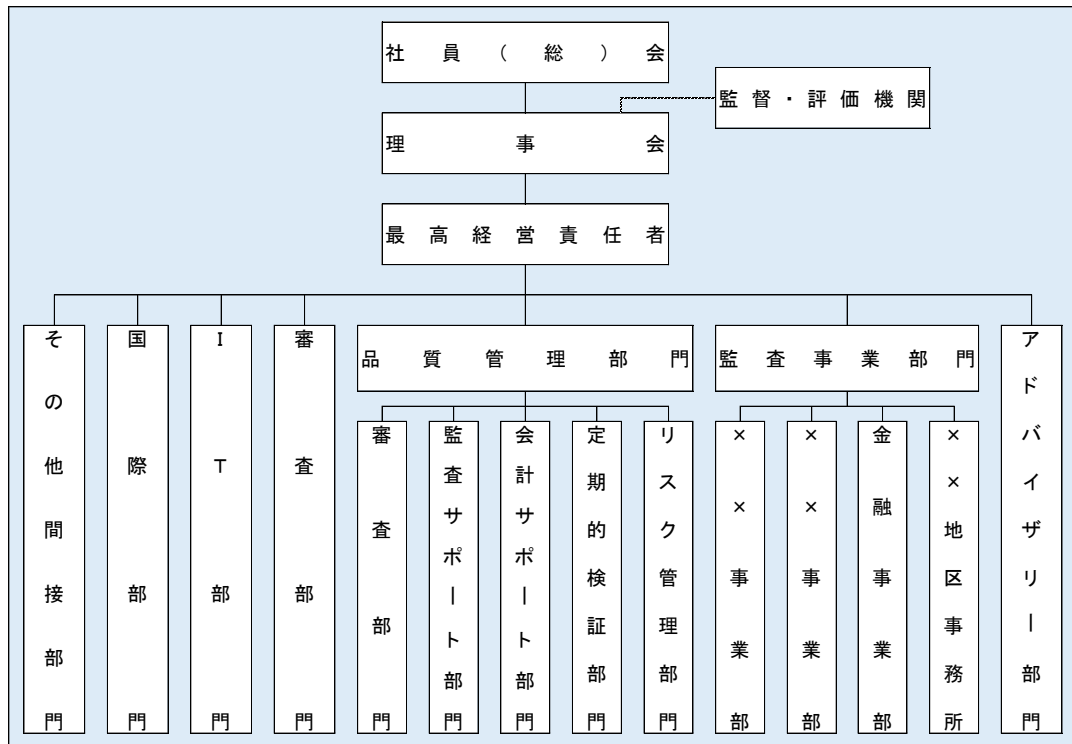 社員(総)会
監督・評価機関
理事会
最高経営責任者
その他間接部門
国際部門
IT部門
審査部門
品質管理部門
監査事業部門
アドバイザリー部門
審査部門
監査サポート部門
会計サポート部門
定期的検証部門
リスク管理部門
××事業部
××事業部
金融事業部
××地区事務所